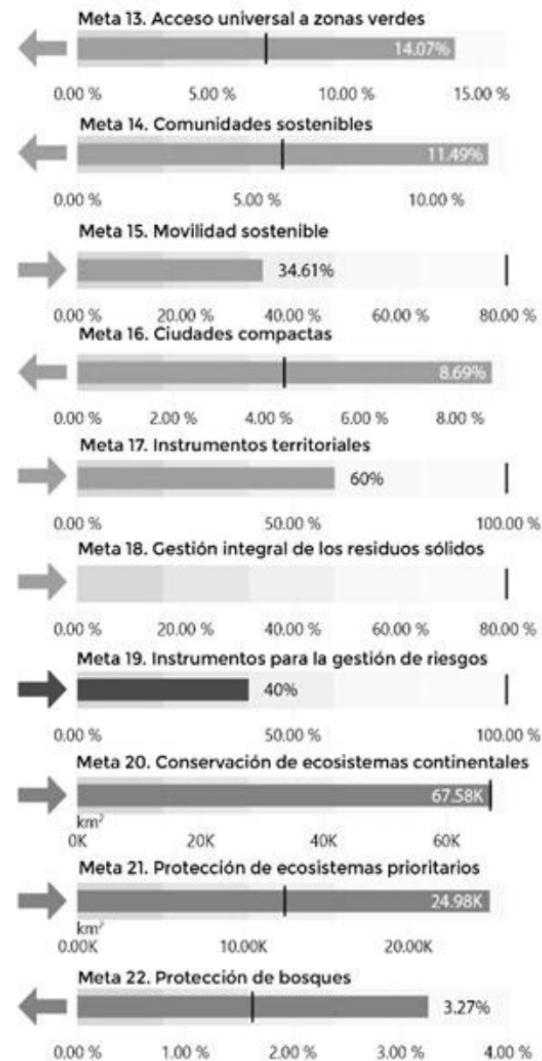 Meta 13. Acceso universal a zonas verdes
14.07%
0.00 % 5.00 % 10.00 % 15.00 %
Meta 14. Comunidades sostenibles
11.49%
0.00 % 5.00 % 10.00 %
Meta 15. Movilidad sostenible
34.61%
0.00 % 20.00 % 40.00 % 60.00 % 80.00 %
Meta 16. Ciudades compactas
8.69%
0.00 % 2.00 % 4.00 % 6.00 % 8.00 %
Meta 17. Instrumentos territoriales
60%
0.00 % 50.00 % 100.00 %
Meta 18. Gestión integral de los residuos sólidos
0.00 % 20.00 % 40.00 % 60.00 % 80.00 %
Meta 19. Instrumentos para la gestión de riesgos
40%
0.00 % 50.00 % 100.00 %
Meta 20. Conservación de ecosistemas continentales
67.58K
km²
0K 20K 40K 60K
Meta 21. Protección de ecosistemas prioritarios
24.98K
km²
0.00K 10.00K 20.00K
Meta 22. Protección de bosques
3.27%
0.00 % 1.00 % 2.00 % 3.00 % 4.00 %